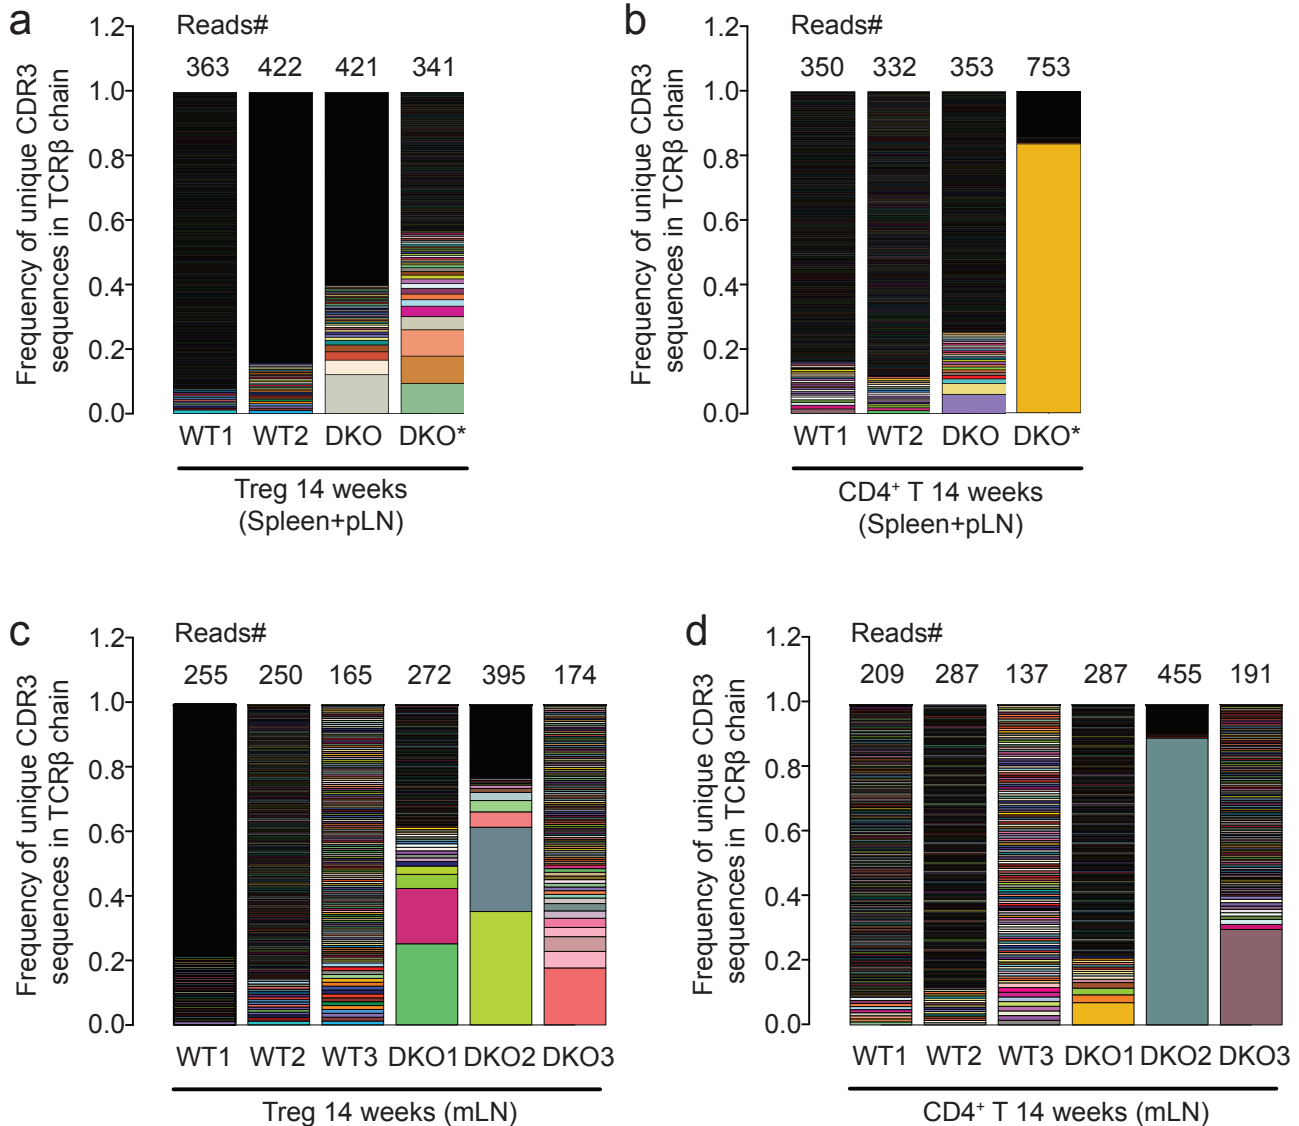 a
Frequency of unique CDR3
sequences in TCRβ chain
1.2
1.0
0.8
0.6
0.4
0.2
0.0
Reads#
363 422 421 341
WT1 WT2 DKO DKO*
Treg 14 weeks
(Spleen+pLN)
b
Frequency of unique CDR3
sequences in TCRβ chain
1.2
1.0
0.8
0.6
0.4
0.2
0.0
Reads#
350 332 353 753
WT1 WT2 DKO DKO*
CD4⁺ T 14 weeks
(Spleen+pLN)
c
Frequency of unique CDR3
sequences in TCRβ chain
1.2
1.0
0.8
0.6
0.4
0.2
0.0
Reads#
255 250 165 272 395 174
WT1 WT2 WT3 DKO1 DKO2 DKO3
Treg 14 weeks (mLN)
d
Frequency of unique CDR3
sequences in TCRβ chain
1.2
1.0
0.8
0.6
0.4
0.2
0.0
Reads#
209 287 137 287 455 191
WT1 WT2 WT3 DKO1 DKO2 DKO3
CD4⁺ T 14 weeks (mLN)